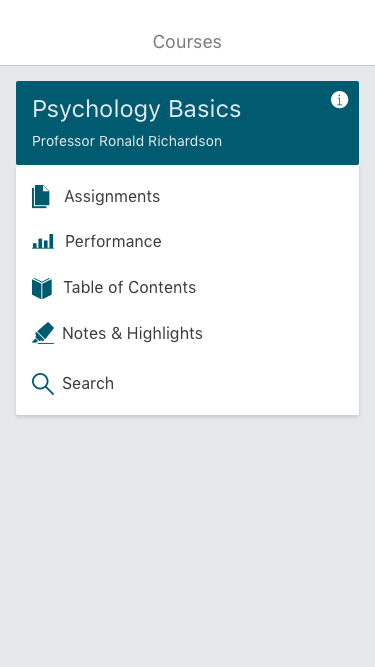 Courses
Psychology Basics
Professor Ronald Richardson
Assignments
Performance
Table of Contents
Notes & Highlights
Search